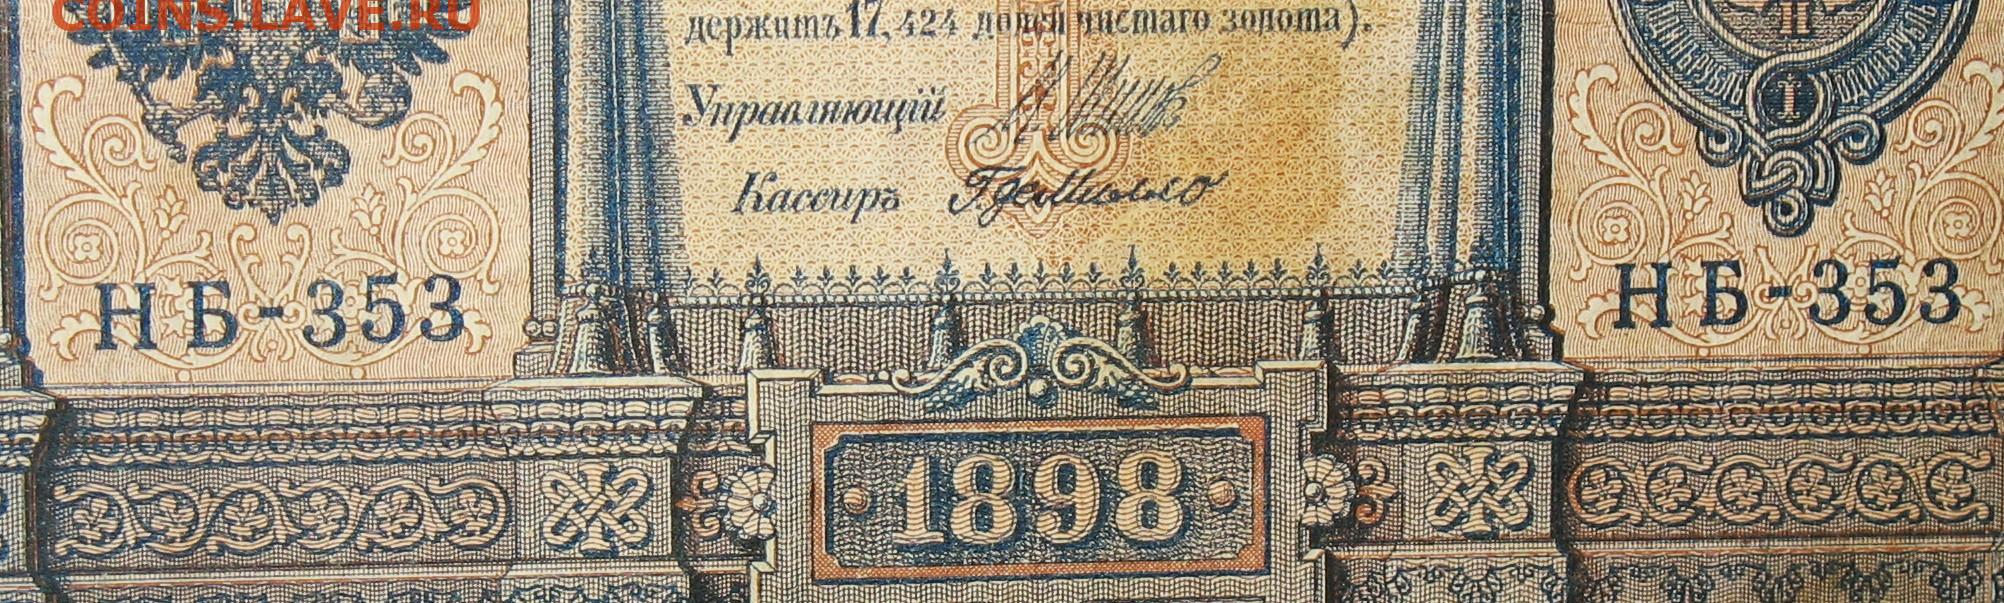 COINS.LAVE.RU
держитъ 17,424 долей чистаго золота).
Управляющій
Кассиръ
НБ-353
НБ-353
I
1898